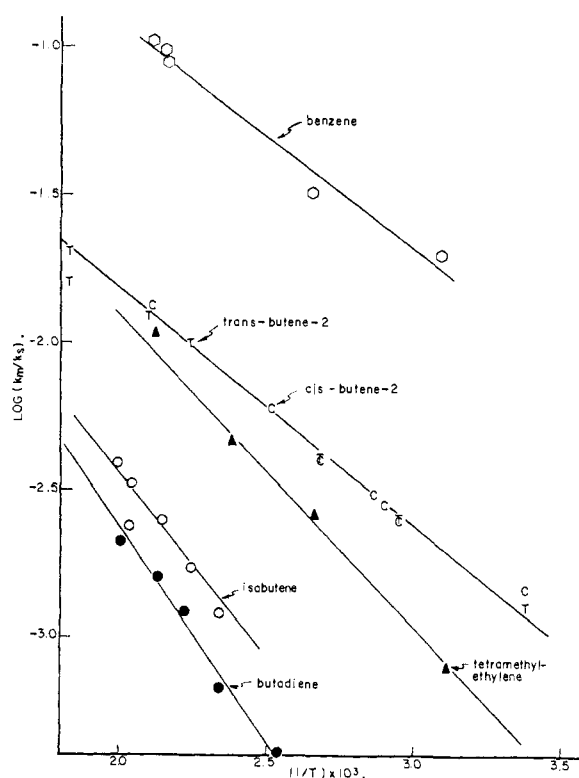 -1.0
benzene
-1.5
T
T
C
T
trans-butene-2
T
-2.0
LOG (km/ks).
cis-butene-2
C
C
T
C
C
C
T
-2.5
isobutene
C
T
-3.0
tetramethyl-
ethylene
butadiene
2.0
2.5
3.0
3.5
(1/T) x10³.